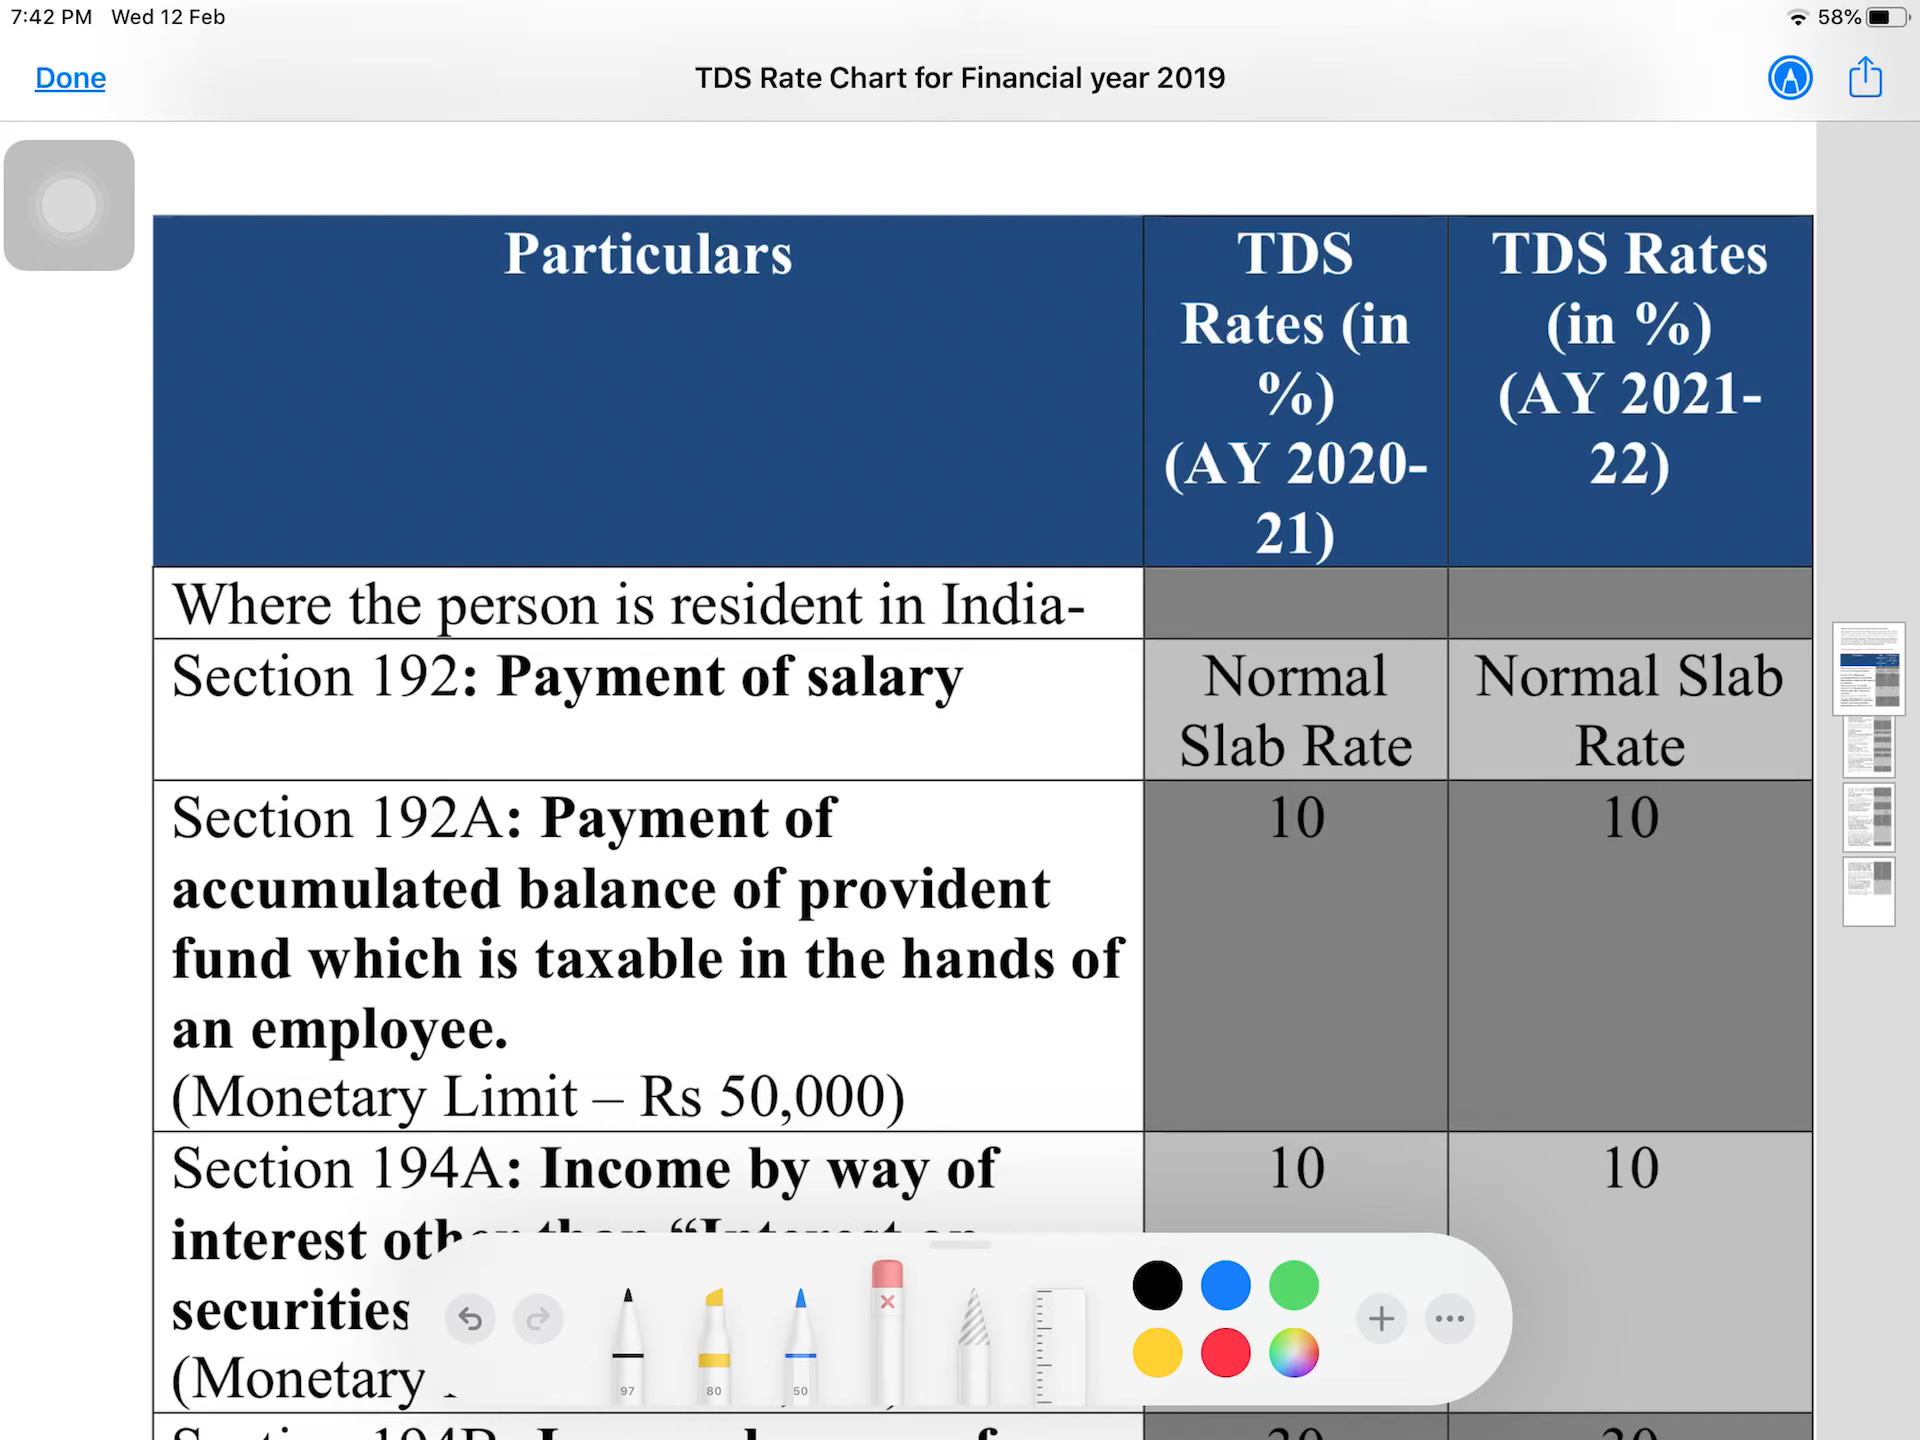 7:42 PM Wed 12 Feb
58%
Done
TDS Rate Chart for Financial year 2019
Particulars
TDS
Rates (in
%)
(AY 2020-
21)
TDS Rates
(in %)
(AY 2021-
22)
Where the person is resident in India-
Section 192: Payment of salary
Normal
Slab Rate
Normal Slab
Rate
Section 192A: Payment of
accumulated balance of provident
fund which is taxable in the hands of
an employee.
(Monetary Limit – Rs 50,000)
10
10
Section 194A: Income by way of
interest other than “Interest on
securities
(Monetary
10
10
97
80
50